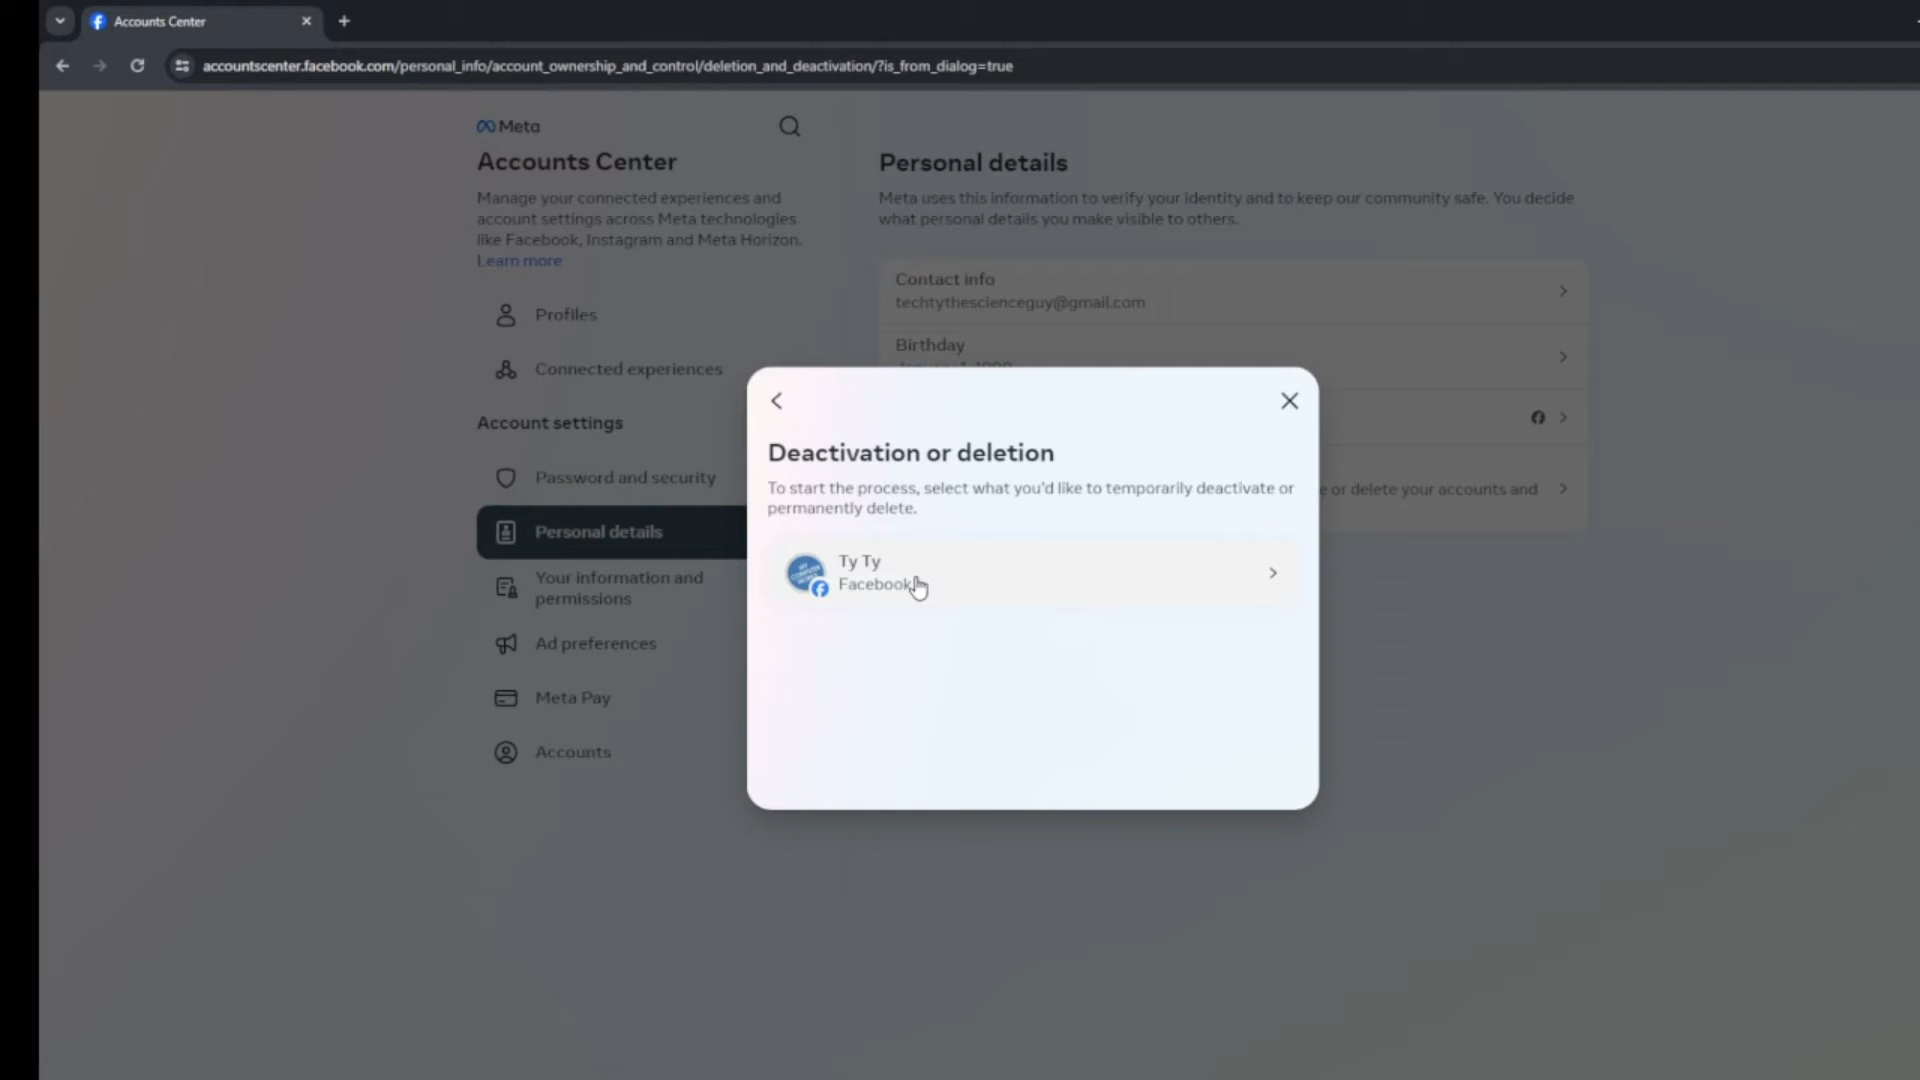 Accounts Center
accountscenter.facebook.com/personal_info/account_ownership_and_control/deletion_and_deactivation/?is_from_dialog=true
Meta
Accounts Center
Manage your connected experiences and
account settings across Meta technologies
like Facebook, Instagram and Meta Horizon.
Learn more
Profiles
Connected experiences
Account settings
Password and security
Personal details
Your information and
permissions
Ad preferences
Meta Pay
Accounts
Personal details
Meta uses this information to verify your identity and to keep our community safe. You decide
what personal details you make visible to others.
Contact info
techtythescienceguy@gmail.com
Birthday
or delete your accounts and
Deactivation or deletion
To start the process, select what you'd like to temporarily deactivate or
permanently delete.
Ty Ty
Facebook